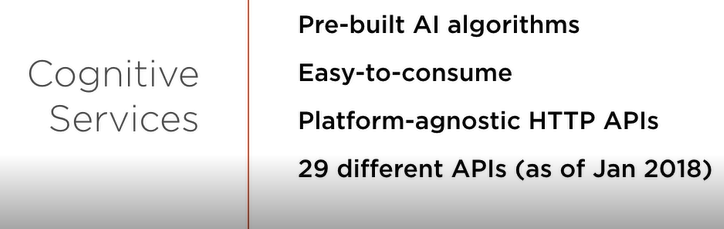 Cognitive
Services
Pre-built AI algorithms
Easy-to-consume
Platform-agnostic HTTP APIs
29 different APIs (as of Jan 2018)